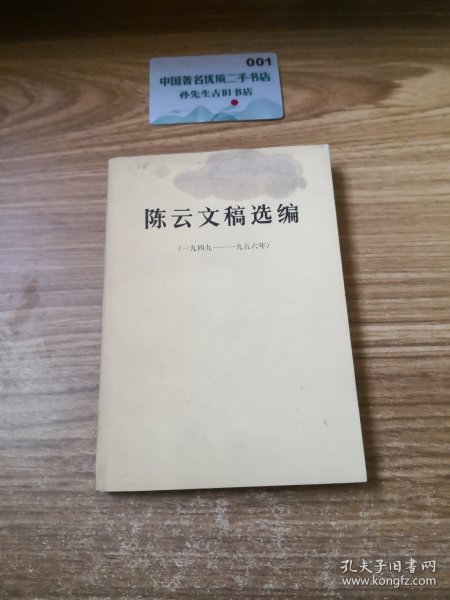 001
中国著名优质二手书店
孙先生古旧书店
陈云文稿选编
(一九四九——一九五六年)
孔夫子旧书网
www.kongfz.com